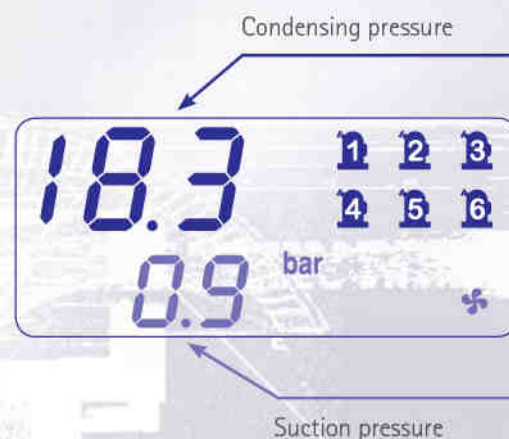 Condensing pressure
18.3 1 2 3
4 5 6
0.9 bar
Suction pressure